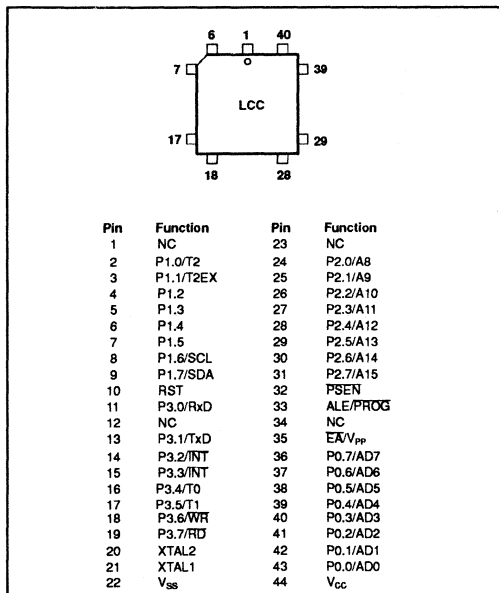 6 1 40
7 39
LCC
17 29
18 28
Pin Function Pin Function
1 NC 23 NC
2 P1.0/T2 24 P2.0/A8
3 P1.1/T2EX 25 P2.1/A9
4 P1.2 26 P2.2/A10
5 P1.3 27 P2.3/A11
6 P1.4 28 P2.4/A12
7 P1.5 29 P2.5/A13
8 P1.6/SCL 30 P2.6/A14
9 P1.7/SDA 31 P2.7/A15
10 RST 32 P̅S̅E̅N̅
11 P3.0/RxD 33 ALE/P̅R̅O̅G̅
12 NC 34 NC
13 P3.1/TxD 35 E̅A̅/VPP
14 P3.2/I̅N̅T̅ 36 P0.7/AD7
15 P3.3/I̅N̅T̅ 37 P0.6/AD6
16 P3.4/T0 38 P0.5/AD5
17 P3.5/T1 39 P0.4/AD4
18 P3.6/W̅R̅ 40 P0.3/AD3
19 P3.7/R̅D̅ 41 P0.2/AD2
20 XTAL2 42 P0.1/AD1
21 XTAL1 43 P0.0/AD0
22 VSS 44 VCC